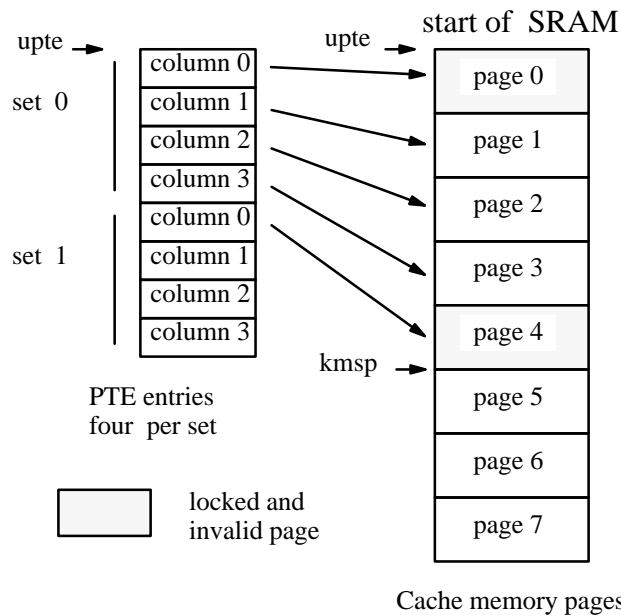 start of SRAM
upte
upte
column 0
column 1
column 2
column 3
column 0
column 1
column 2
column 3
set 0
set 1
page 0
page 1
page 2
page 3
page 4
page 5
page 6
page 7
kmsp
PTE entries
four per set
locked and
invalid page
Cache memory pages